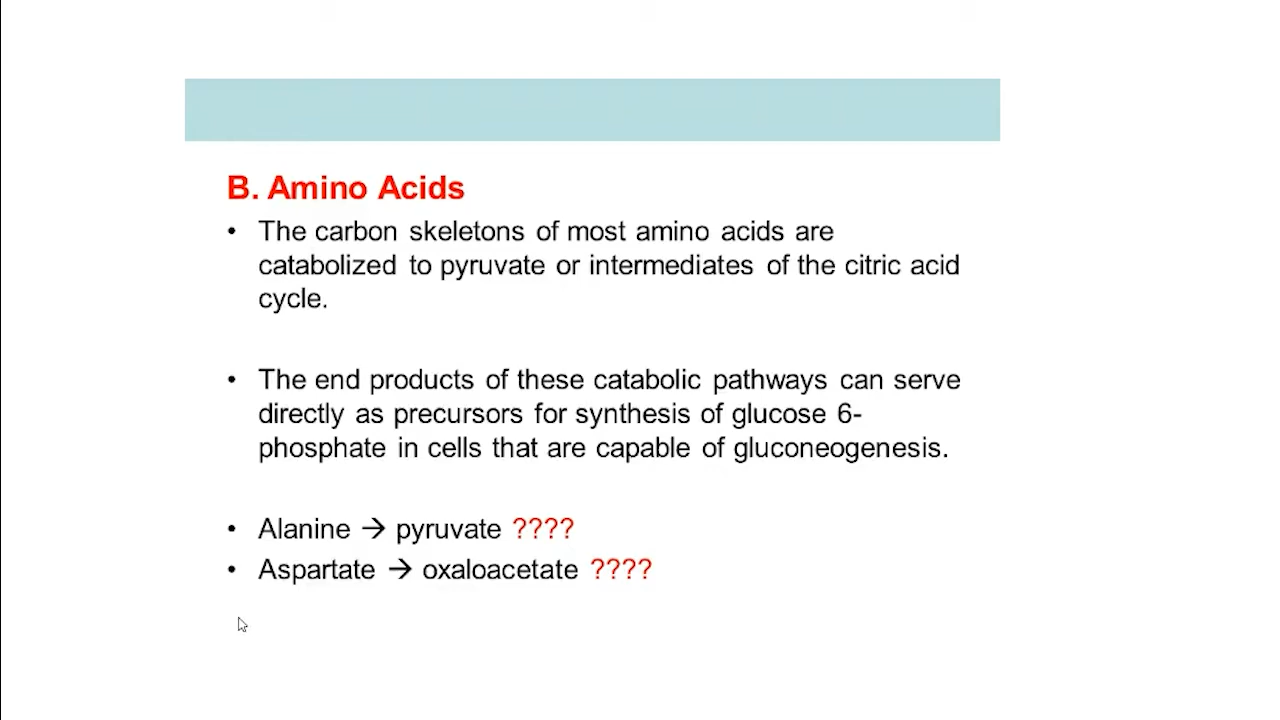 B. Amino Acids
• The carbon skeletons of most amino acids are
catabolized to pyruvate or intermediates of the citric acid
cycle.
• The end products of these catabolic pathways can serve
directly as precursors for synthesis of glucose 6-
phosphate in cells that are capable of gluconeogenesis.
• Alanine → pyruvate ????
• Aspartate → oxaloacetate ????